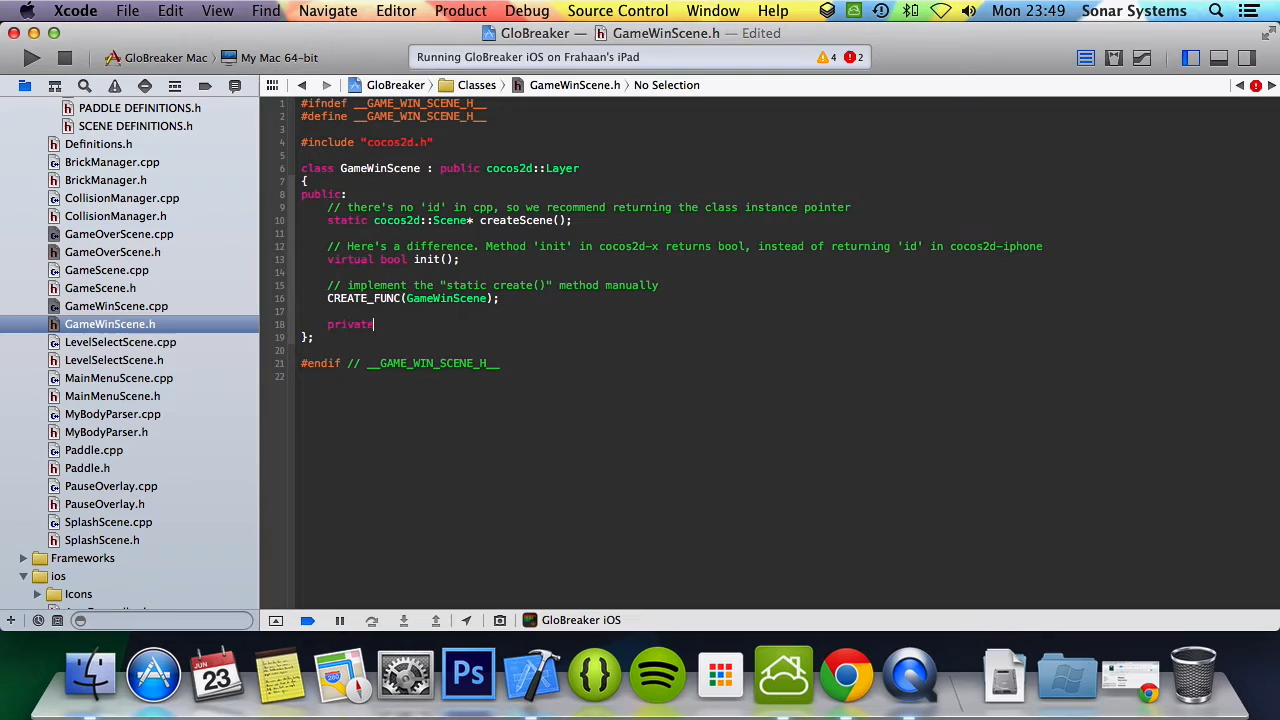 Xcode File Edit View Find Navigate Editor Product Debug Source Control Window Help Mon 23:49 Sonar Systems
GloBreaker — GameWinScene.h — Edited
GloBreaker Mac My Mac 64-bit Running GloBreaker iOS on Frahaan's iPad 4 2
GloBreaker Classes GameWinScene.h No Selection
PADDLE DEFINITIONS.h
SCENE DEFINITIONS.h
Definitions.h
BrickManager.cpp
BrickManager.h
CollisionManager.cpp
CollisionManager.h
GameOverScene.cpp
GameOverScene.h
GameScene.cpp
GameScene.h
GameWinScene.cpp
GameWinScene.h
LevelSelectScene.cpp
LevelSelectScene.h
MainMenuScene.cpp
MainMenuScene.h
MyBodyParser.cpp
MyBodyParser.h
Paddle.cpp
Paddle.h
PauseOverlay.cpp
PauseOverlay.h
SplashScene.cpp
SplashScene.h
Frameworks
ios
Icons
1 #ifndef __GAME_WIN_SCENE_H__
2 #define __GAME_WIN_SCENE_H__
3
4 #include "cocos2d.h"
5
6 class GameWinScene : public cocos2d::Layer
7 {
8 public:
9 // there's no 'id' in cpp, so we recommend returning the class instance pointer
10 static cocos2d::Scene* createScene();
11
12 // Here's a difference. Method 'init' in cocos2d-x returns bool, instead of returning 'id' in cocos2d-iphone
13 virtual bool init();
14
15 // implement the "static create()" method manually
16 CREATE_FUNC(GameWinScene);
17
18 private
19 };
20
21 #endif // __GAME_WIN_SCENE_H__
22
GloBreaker iOS
JUN
23
Ps